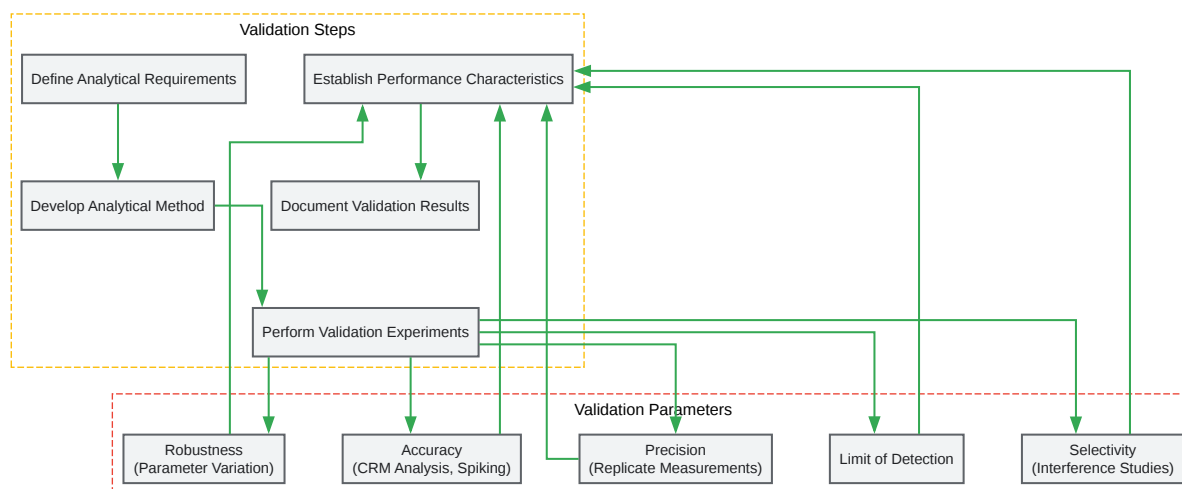 Validation Steps
Define Analytical Requirements
Establish Performance Characteristics
Develop Analytical Method
Document Validation Results
Perform Validation Experiments
Validation Parameters
Robustness
(Parameter Variation)
Accuracy
(CRM Analysis, Spiking)
Precision
(Replicate Measurements)
Limit of Detection
Selectivity
(Interference Studies)